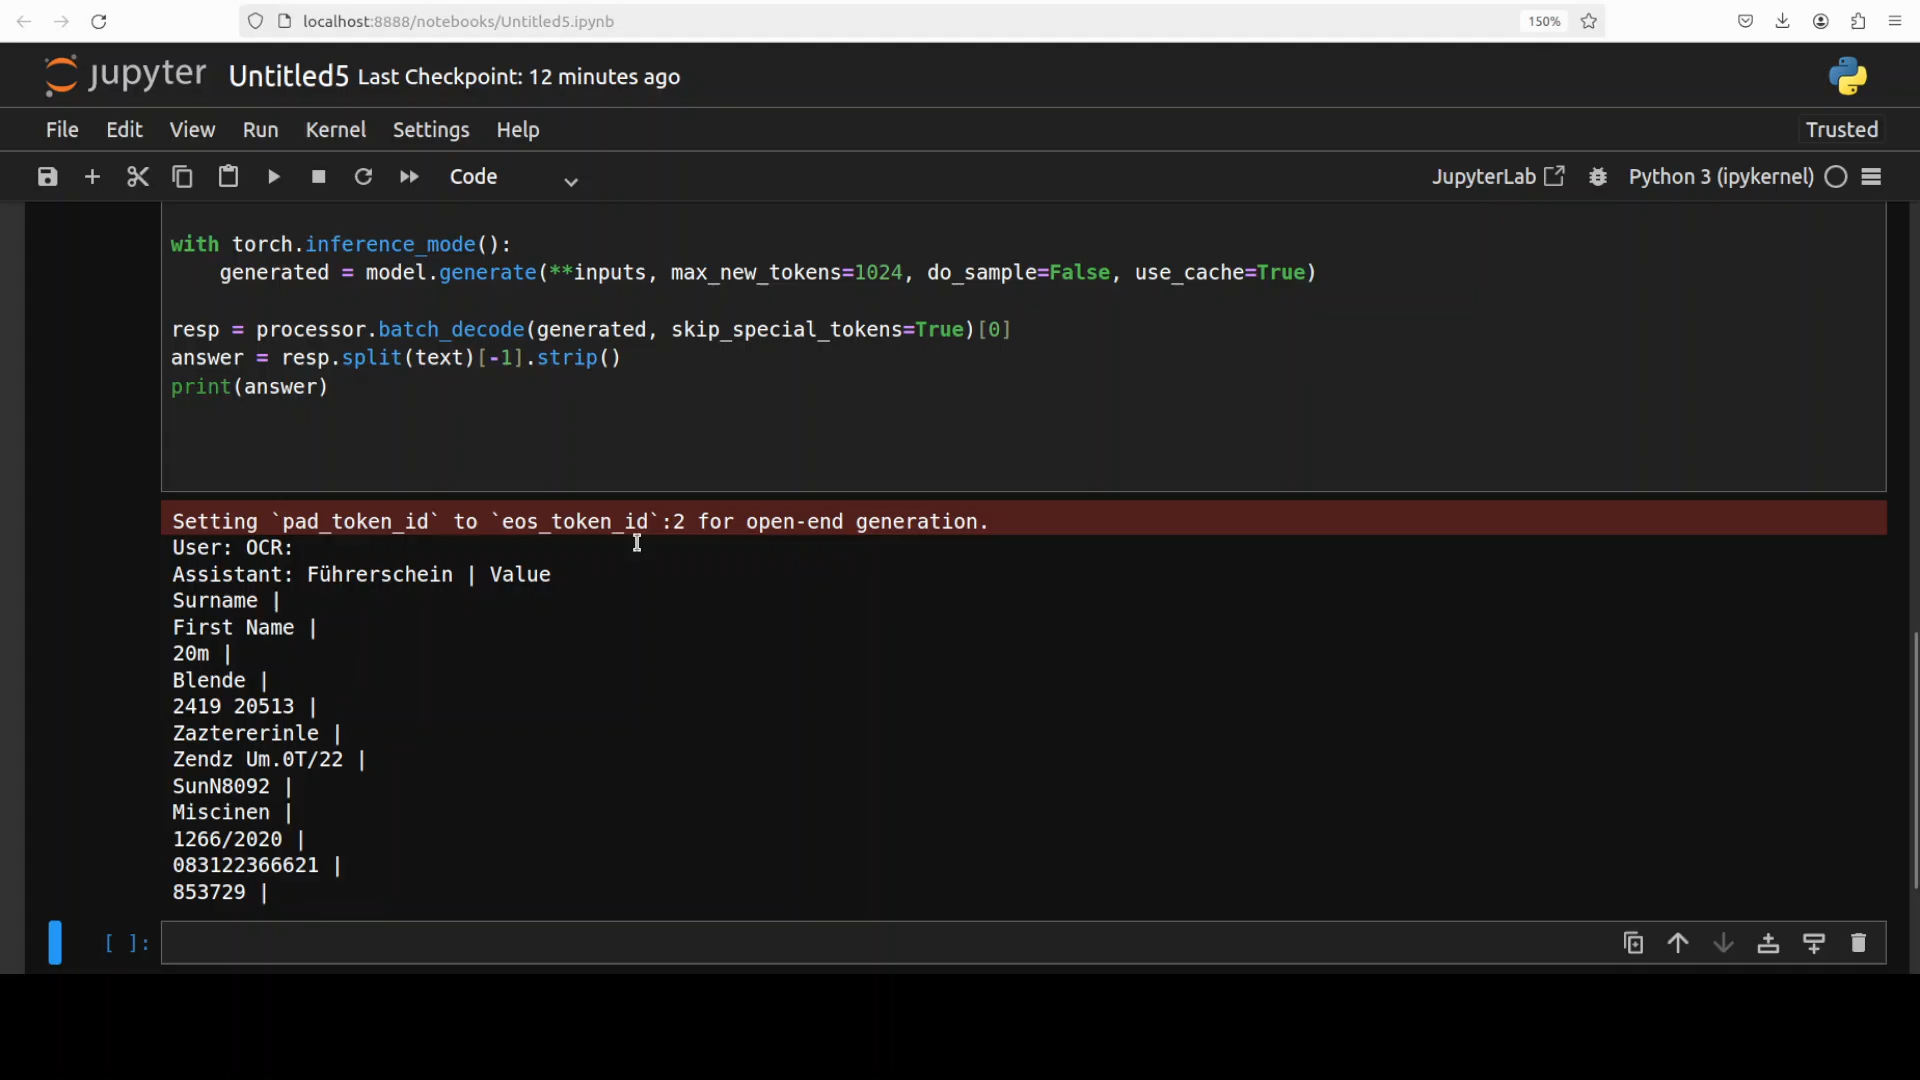 localhost:8888/notebooks/Untitled5.ipynb
150%
jupyter Untitled5 Last Checkpoint: 12 minutes ago
File Edit View Run Kernel Settings Help
Trusted
Code
JupyterLab
Python 3 (ipykernel)
with torch.inference_mode():
    generated = model.generate(**inputs, max_new_tokens=1024, do_sample=False, use_cache=True)
resp = processor.batch_decode(generated, skip_special_tokens=True)[0]
answer = resp.split(text)[-1].strip()
print(answer)
Setting `pad_token_id` to `eos_token_id`:2 for open-end generation.
User: OCR:
Assistant: Führerschein | Value
Surname |
First Name |
20m |
Blende |
2419 20513 |
Zaztererinle |
Zendz Um.0T/22 |
SunN8092 |
Miscinen |
1266/2020 |
083122366621 |
853729 |
[ ]: